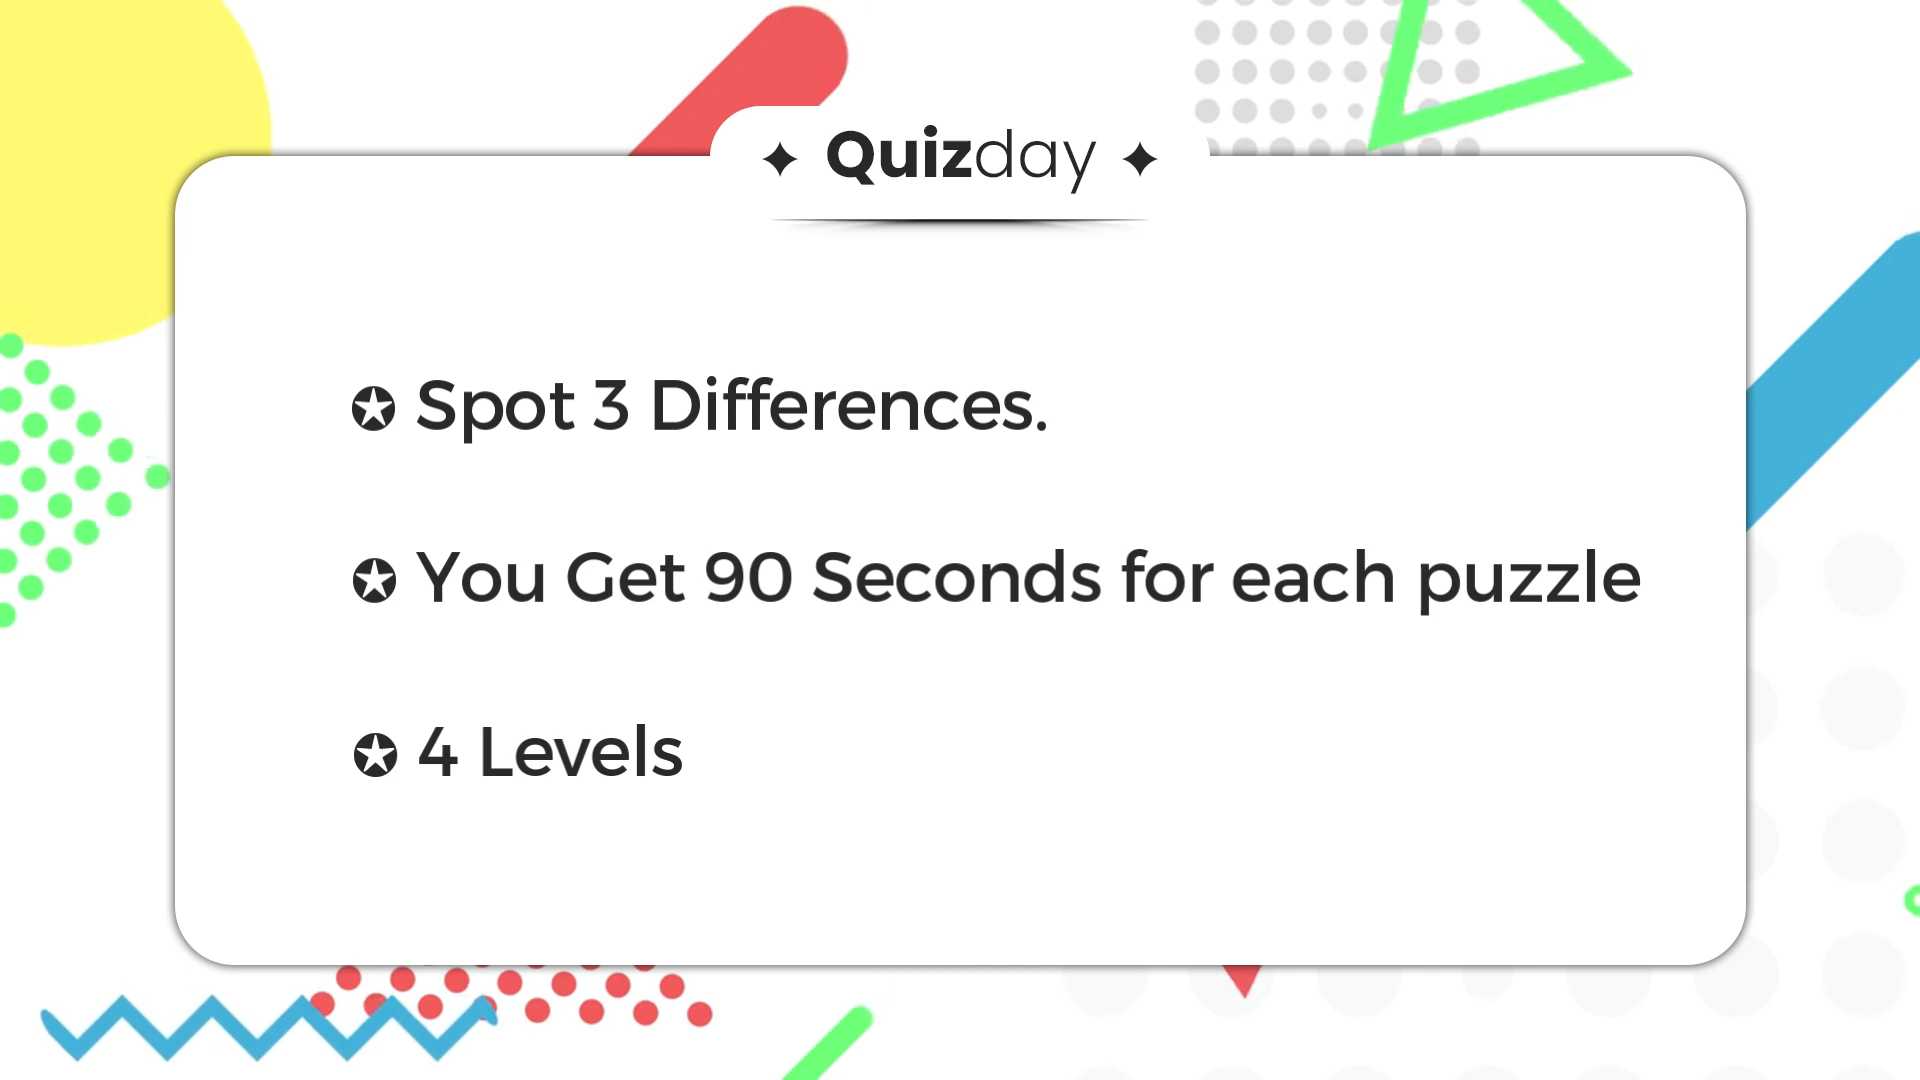 ✦ Quizday ✦
✪ Spot 3 Differences.
✪ You Get 90 Seconds for each puzzle
✪ 4 Levels